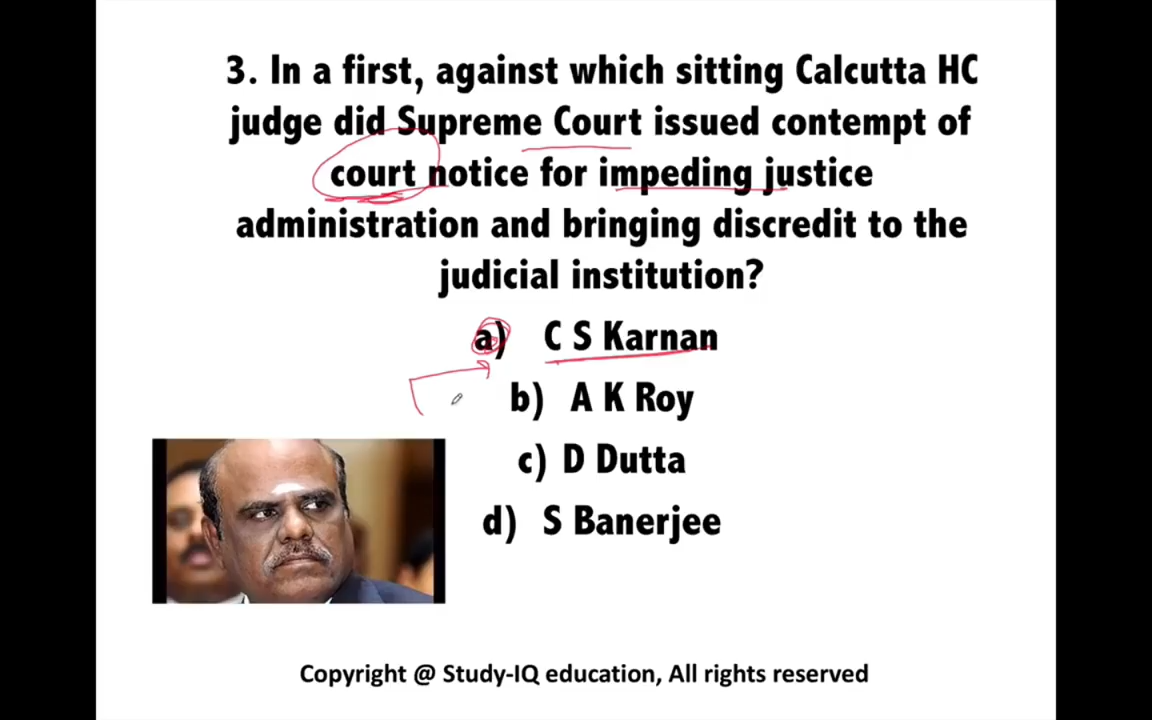 3. In a first, against which sitting Calcutta HC
judge did Supreme Court issued contempt of
court notice for impeding justice
administration and bringing discredit to the
judicial institution?
a) C S Karnan
b) A K Roy
c) D Dutta
d) S Banerjee
Copyright @ Study-IQ education, All rights reserved